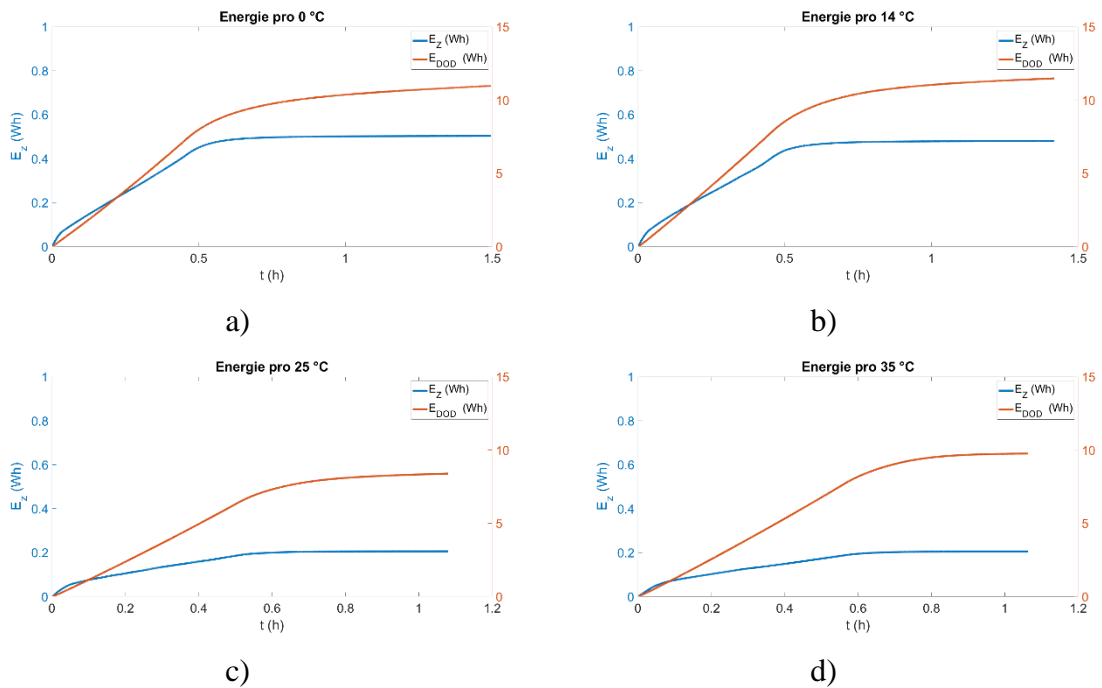 Energie pro 0 °C
E_Z (Wh)
E_DOD (Wh)
1
0.8
0.6
0.4
0.2
0
E_z (Wh)
15
10
5
0
0 0.5 1 1.5
t (h)
a)
Energie pro 14 °C
E_Z (Wh)
E_DOD (Wh)
1
0.8
0.6
0.4
0.2
0
E_z (Wh)
15
10
5
0
0 0.5 1 1.5
t (h)
b)
Energie pro 25 °C
E_Z (Wh)
E_DOD (Wh)
1
0.8
0.6
0.4
0.2
0
E_z (Wh)
15
10
5
0
0 0.2 0.4 0.6 0.8 1 1.2
t (h)
c)
Energie pro 35 °C
E_Z (Wh)
E_DOD (Wh)
1
0.8
0.6
0.4
0.2
0
E_z (Wh)
15
10
5
0
0 0.2 0.4 0.6 0.8 1 1.2
t (h)
d)